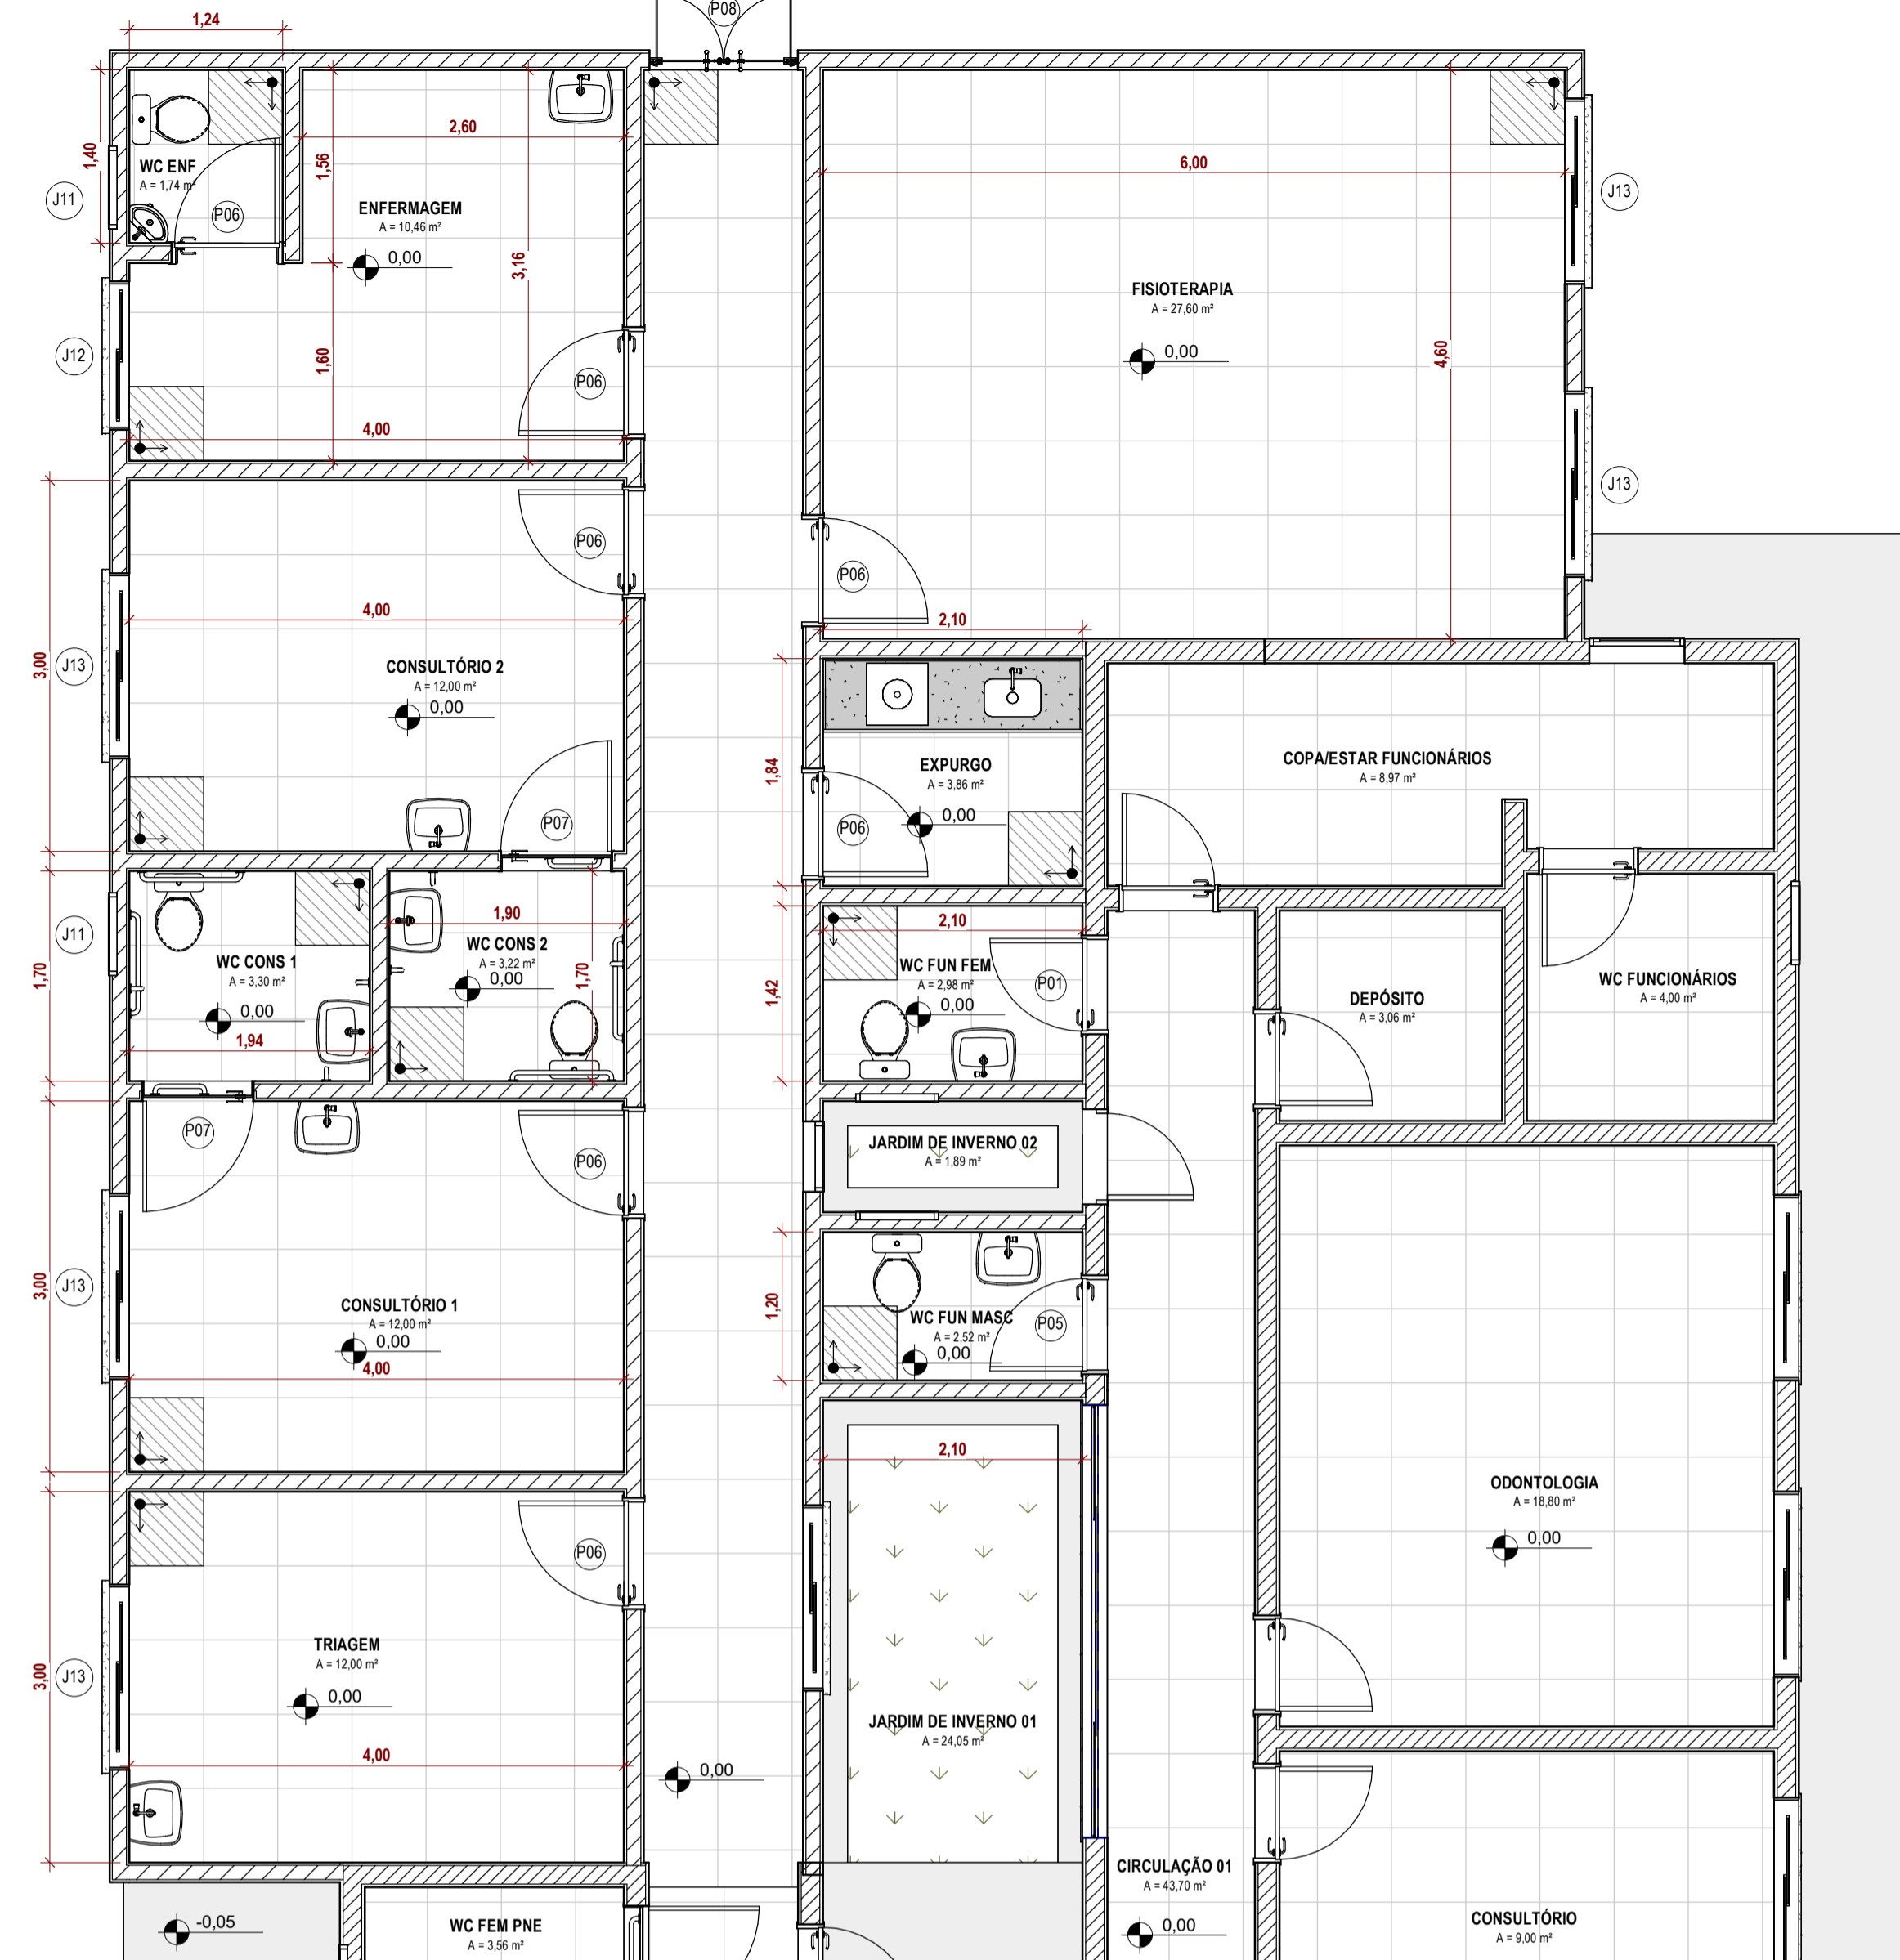 P08
1,24
1,40
WC ENF
A = 1,74 m²
P06
J11
2,60
1,56
ENFERMAGEM
A = 10,46 m²
0,00
3,16
1,60
P06
4,00
J12
6,00
FISIOTERAPIA
A = 27,60 m²
0,00
4,60
J13
J13
P06
2,10
3,00
J13
P06
4,00
CONSULTÓRIO 2
A = 12,00 m²
0,00
P07
1,84
EXPURGO
A = 3,86 m²
0,00
P06
COPA/ESTAR FUNCIONÁRIOS
A = 8,97 m²
J11
1,70
WC CONS 1
A = 3,30 m²
0,00
1,94
1,90
WC CONS 2
A = 3,22 m²
0,00
1,70
2,10
1,42
WC FUN FEM
A = 2,98 m²
0,00
P01
DEPÓSITO
A = 3,06 m²
WC FUNCIONÁRIOS
A = 4,00 m²
P07
P06
JARDIM DE INVERNO 02
A = 1,89 m²
3,00
J13
CONSULTÓRIO 1
A = 12,00 m²
0,00
4,00
1,20
WC FUN MASC
A = 2,52 m²
0,00
P05
2,10
ODONTOLOGIA
A = 18,80 m²
0,00
P06
3,00
J13
TRIAGEM
A = 12,00 m²
0,00
4,00
0,00
JARDIM DE INVERNO 01
A = 24,05 m²
CIRCULAÇÃO 01
A = 43,70 m²
0,00
-0,05
WC FEM PNE
A = 3,56 m²
CONSULTÓRIO
A = 9,00 m²